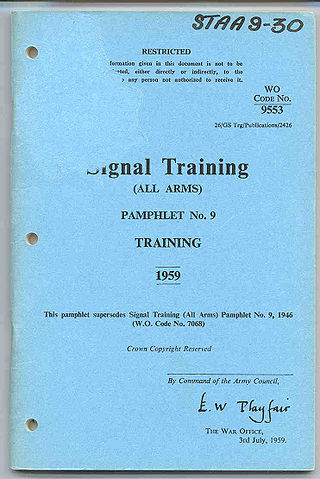 STAA 9-30
RESTRICTED
formation given in this document is not to be
either directly or indirectly, to the
any person not authorized to receive it.
WO
CODE No.
9553
26/GS Trg/Publications/2426
Signal Training
(ALL ARMS)
PAMPHLET No. 9
TRAINING
1959
This pamphlet supersedes Signal Training (All Arms) Pamphlet No. 9, 1946
(W.O. Code No. 7068)
Crown Copyright Reserved
By Command of the Army Council,
E. W Playfair
THE WAR OFFICE,
3rd July, 1959.